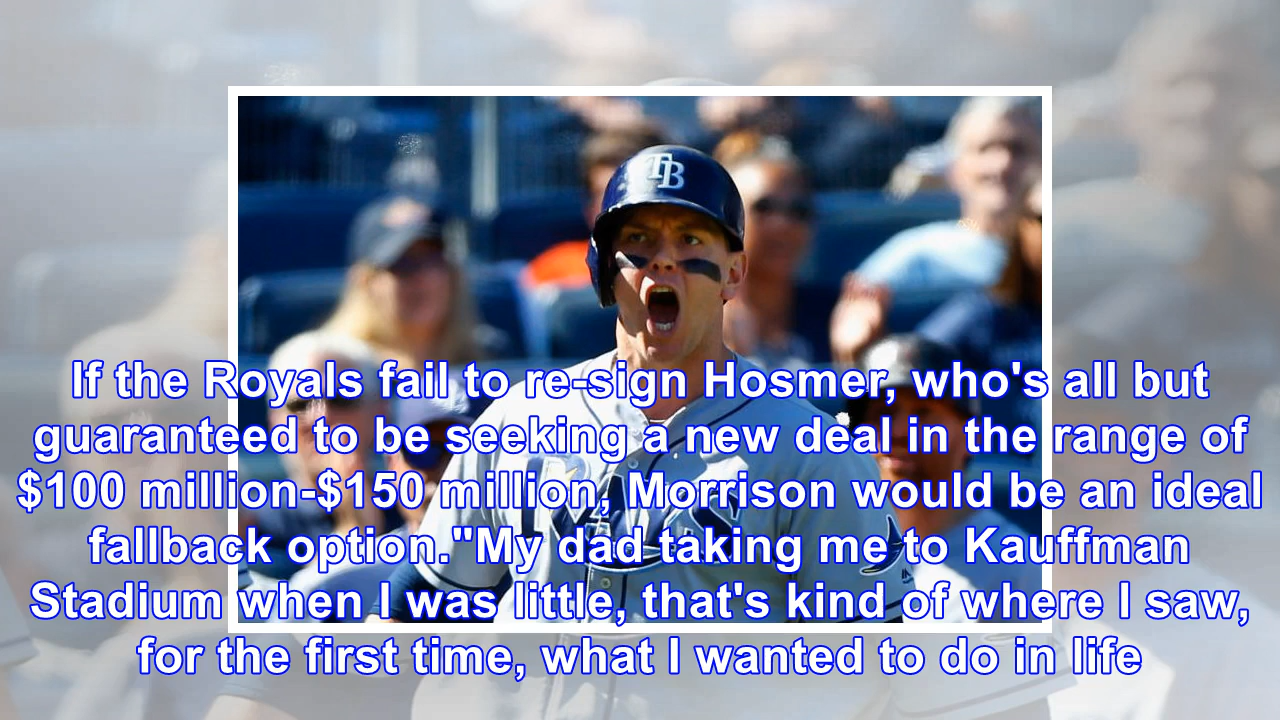 TB
If the Royals fail to re-sign Hosmer, who's all but
guaranteed to be seeking a new deal in the range of
$100 million-$150 million, Morrison would be an ideal
fallback option."My dad taking me to Kauffman
Stadium when I was little, that's kind of where I saw,
for the first time, what I wanted to do in life